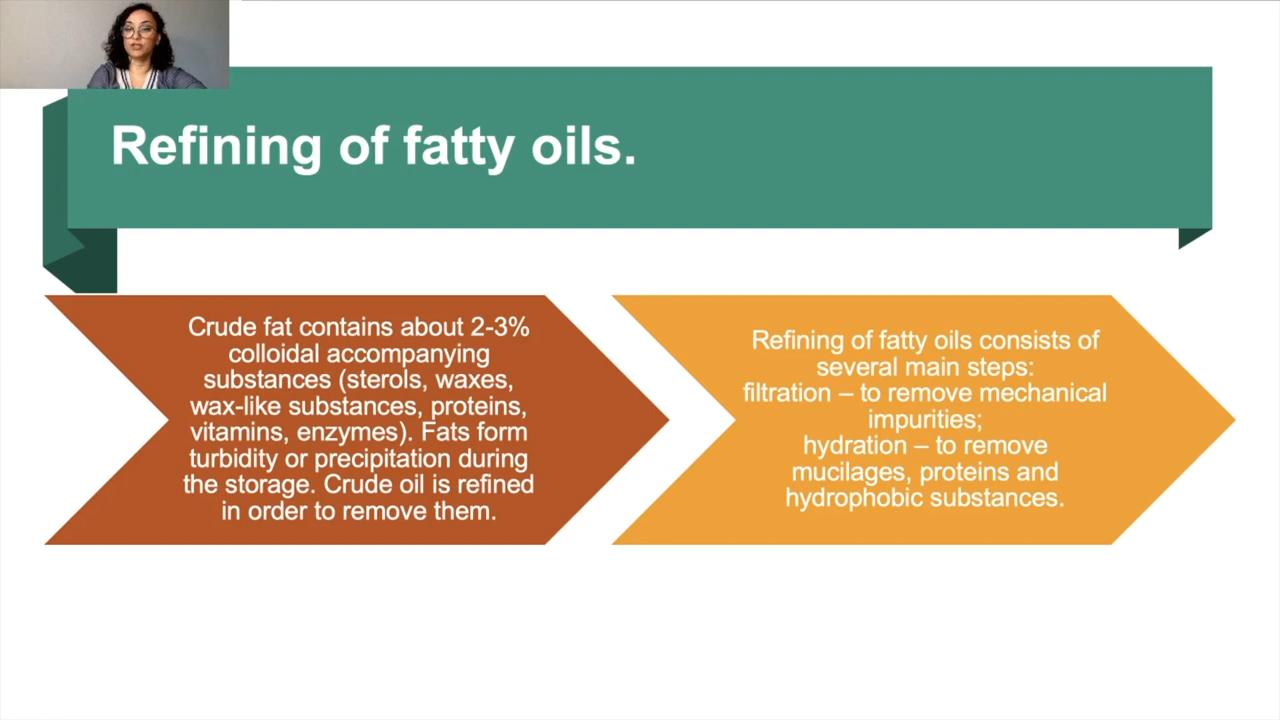 Refining of fatty oils.
Crude fat contains about 2-3%
colloidal accompanying
substances (sterols, waxes,
wax-like substances, proteins,
vitamins, enzymes). Fats form
turbidity or precipitation during
the storage. Crude oil is refined
in order to remove them.
Refining of fatty oils consists of
several main steps:
filtration – to remove mechanical
impurities;
hydration – to remove
mucilages, proteins and
hydrophobic substances.